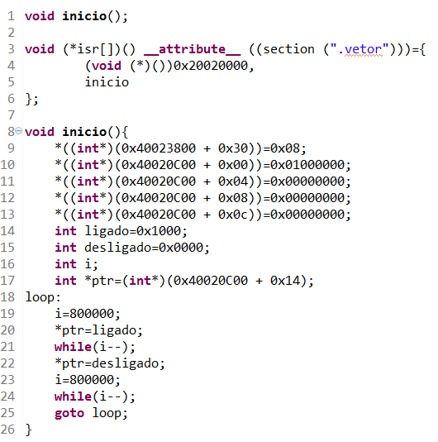 1 void inicio();
2
3 void (*isr[])() __attribute__ ((section (".vetor")))={
4 (void (*)())0x20020000,
5 inicio
6 };
7
8 void inicio(){
9 *((int*)(0x40023800 + 0x30))=0x08;
10 *((int*)(0x40020C00 + 0x00))=0x01000000;
11 *((int*)(0x40020C00 + 0x04))=0x00000000;
12 *((int*)(0x40020C00 + 0x08))=0x00000000;
13 *((int*)(0x40020C00 + 0x0c))=0x00000000;
14 int ligado=0x1000;
15 int desligado=0x0000;
16 int i;
17 int *ptr=(int*)(0x40020C00 + 0x14);
18 loop:
19 i=800000;
20 *ptr=ligado;
21 while(i--);
22 *ptr=desligado;
23 i=800000;
24 while(i--);
25 goto loop;
26 }